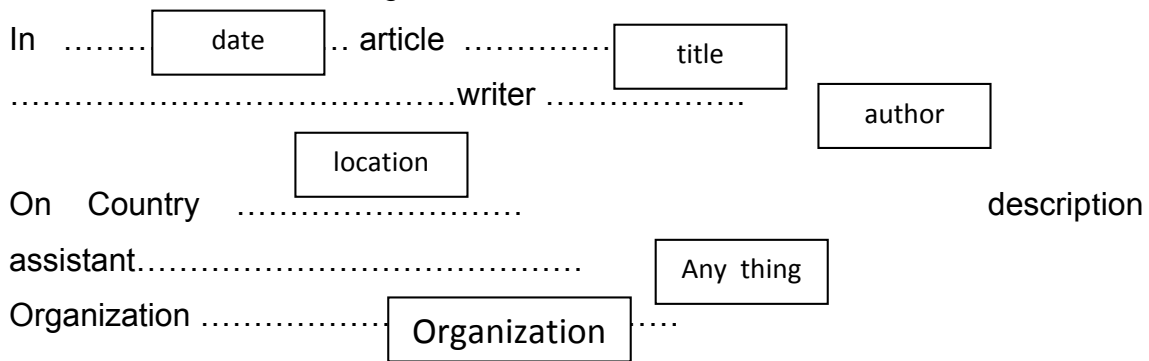 In ……… date … article …………… title
……………………………………writer ………………. author
location
On Country ……………………… description
assistant…………………………………… Any thing
Organization ……………… Organization ….